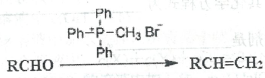 Ph
Ph-P-CH₃ Br⁻
Ph
RCHO → RCH=CH₂